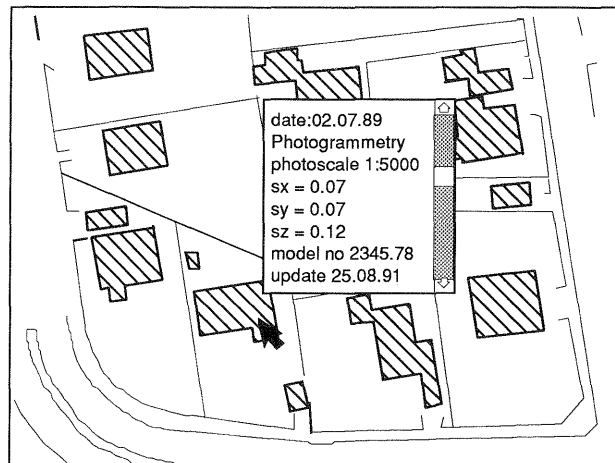 date:02.07.89
Photogrammetry
photoscale 1:5000
sx = 0.07
sy = 0.07
sz = 0.12
model no 2345.78
update 25.08.91